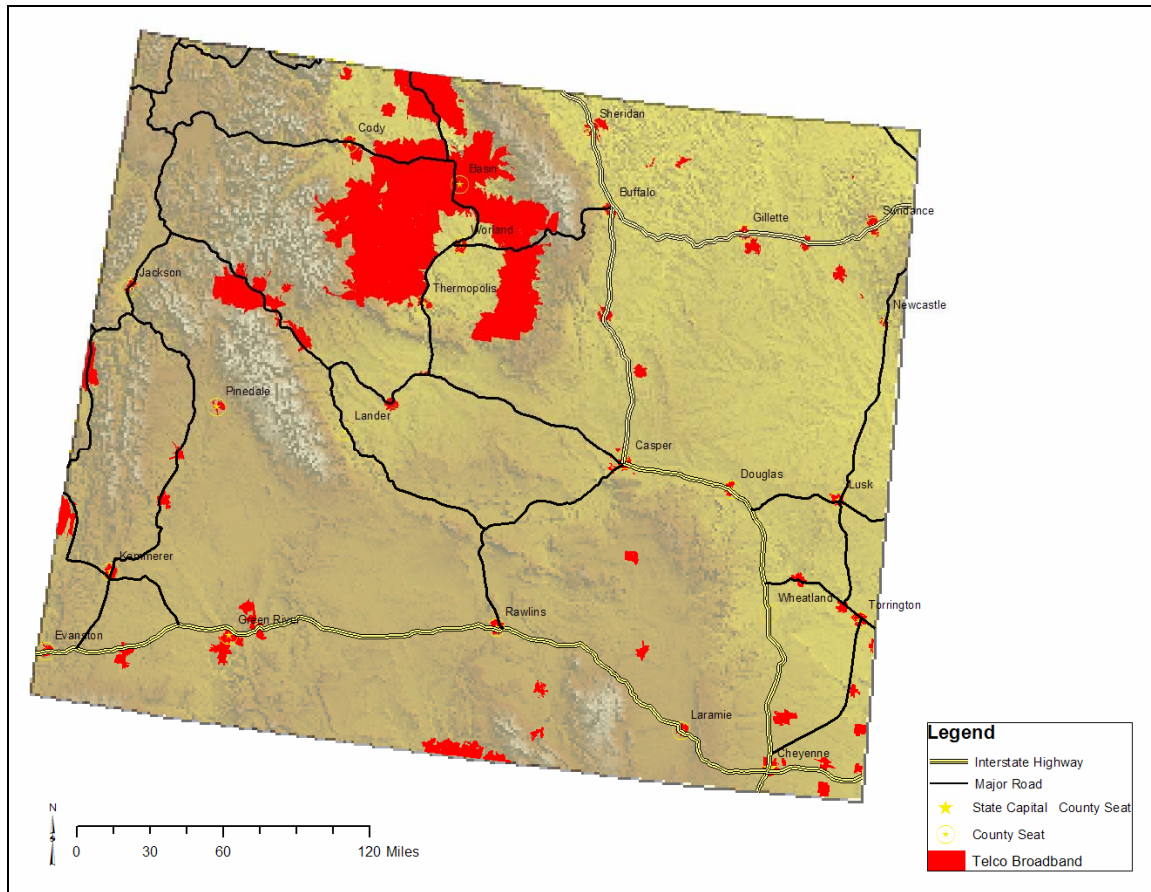 Sheridan
Cody
Basin
Buffalo
Gillette
Sundance
Worland
Jackson
Thermopolis
Newcastle
Pinedale
Lander
Casper
Douglas
Lusk
Kemmerer
Wheatland
Torrington
Rawlins
Green River
Evanston
Laramie
Cheyenne
Legend
Interstate Highway
Major Road
State Capital County Seat
County Seat
Telco Broadband
N
0 30 60 120 Miles